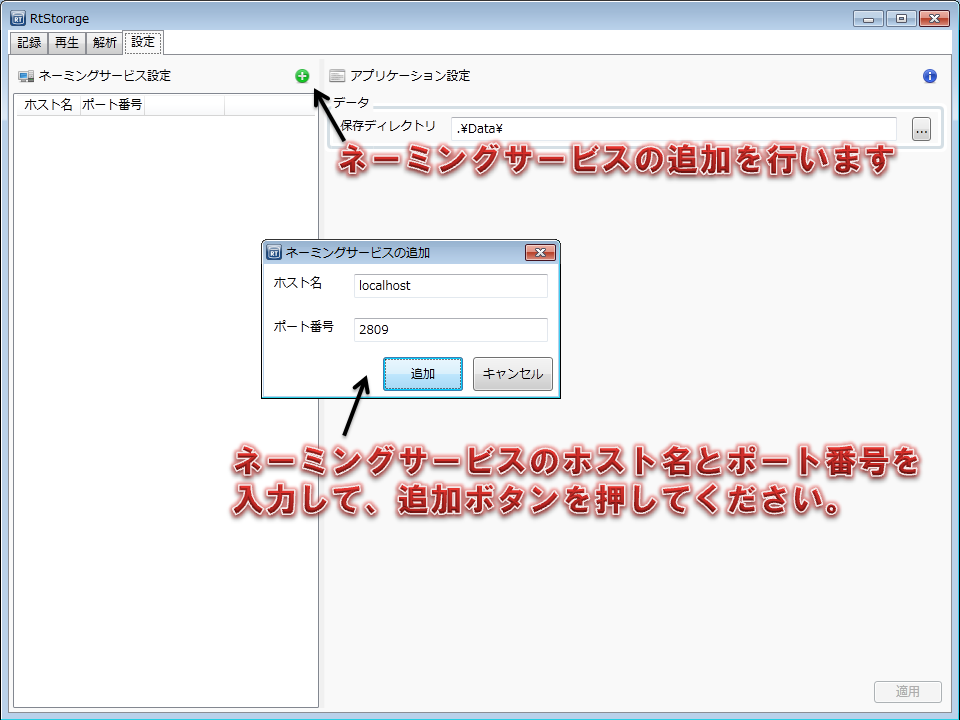 RtStorage
記録 再生 解析 設定
ネーミングサービス設定
アプリケーション設定
ホスト名 ポート番号
データ
保存ディレクトリ .¥Data¥ ...
ネーミングサービスの追加を行います
ネーミングサービスの追加
ホスト名 localhost
ポート番号 2809
追加 キャンセル
ネーミングサービスのホスト名とポート番号を
入力して、追加ボタンを押してください。
適用